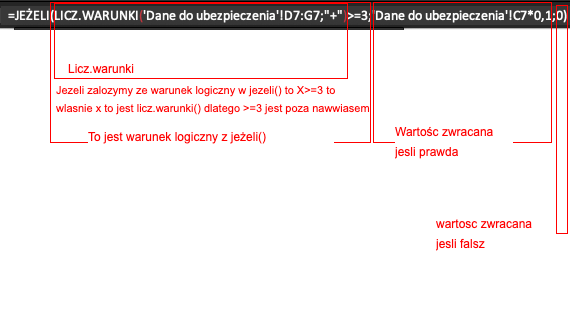 =JEŻELI(LICZ.WARUNKI('Dane do ubezpieczenia'!D7:G7;"+")>=3;'Dane do ubezpieczenia'!C7*0,1;0)
Licz.warunki
Jezeli zalozymy ze warunek logiczny w jezeli() to X>=3 to
wlasnie x to jest licz.warunki() dlatego >=3 jest poza nawwiasem
To jest warunek logiczny z jeżeli()
Wartośc zwracana
jesli prawda
wartosc zwracana
jesli falsz